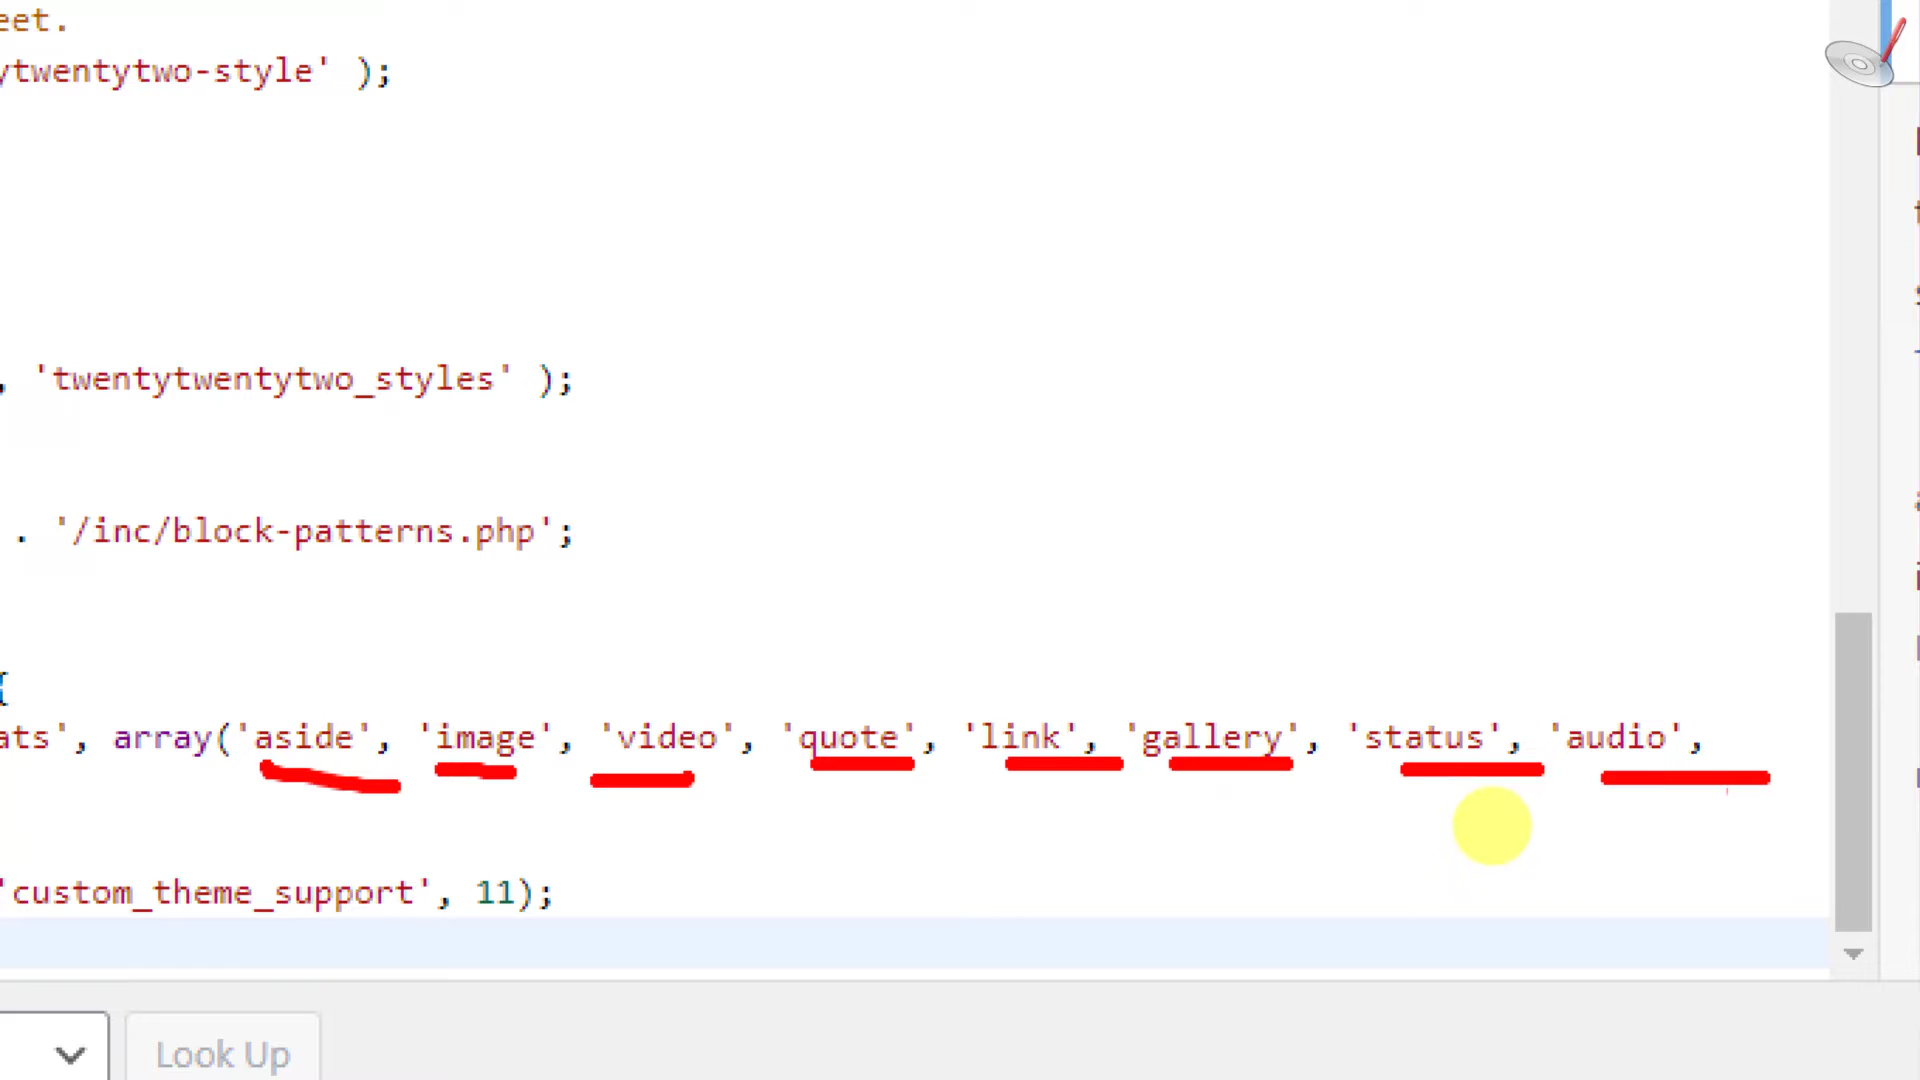 eet.
ytwentytwo-style' );
, 'twentytwentytwo_styles' );
. '/inc/block-patterns.php';
{
ats', array('aside', 'image', 'video', 'quote', 'link', 'gallery', 'status', 'audio',
'custom_theme_support', 11);
Look Up